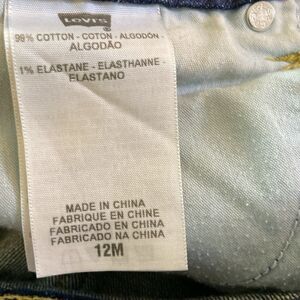 LEVI'S
99% COTTON - COTON - ALGODÓN -
ALGODÃO
1% ELASTANE - ELASTHANNE -
ELASTANO
MADE IN CHINA
FABRIQUE EN CHINE
FABRICADO EN CHINA
FABRICADO NA CHINA
12M